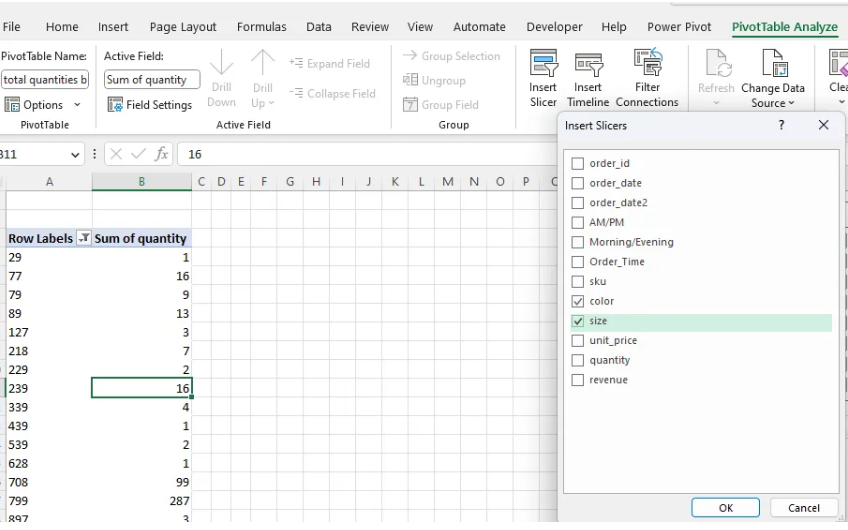 File Home Insert Page Layout Formulas Data Review View Automate Developer Help Power Pivot PivotTable Analyze
PivotTable Name:
total quantities b
Options
PivotTable
Active Field:
Sum of quantity
Field Settings
Drill Down
Drill Up
Expand Field
Collapse Field
Active Field
Group Selection
Ungroup
7 Group Field
Group
Insert Slicer
Insert Timeline
Filter Connections
Refresh
Change Data Source
Clea
311 fx 16
A B C D E F G H I J K L M N O P
Row Labels Sum of quantity
29 1
77 16
79 9
89 13
127 3
218 7
229 2
239 16
339 4
439 1
539 2
628 1
708 99
799 287
897 3
Insert Slicers ?
order_id
order_date
order_date2
AM/PM
Morning/Evening
Order_Time
sku
color
size
unit_price
quantity
revenue
OK Cancel